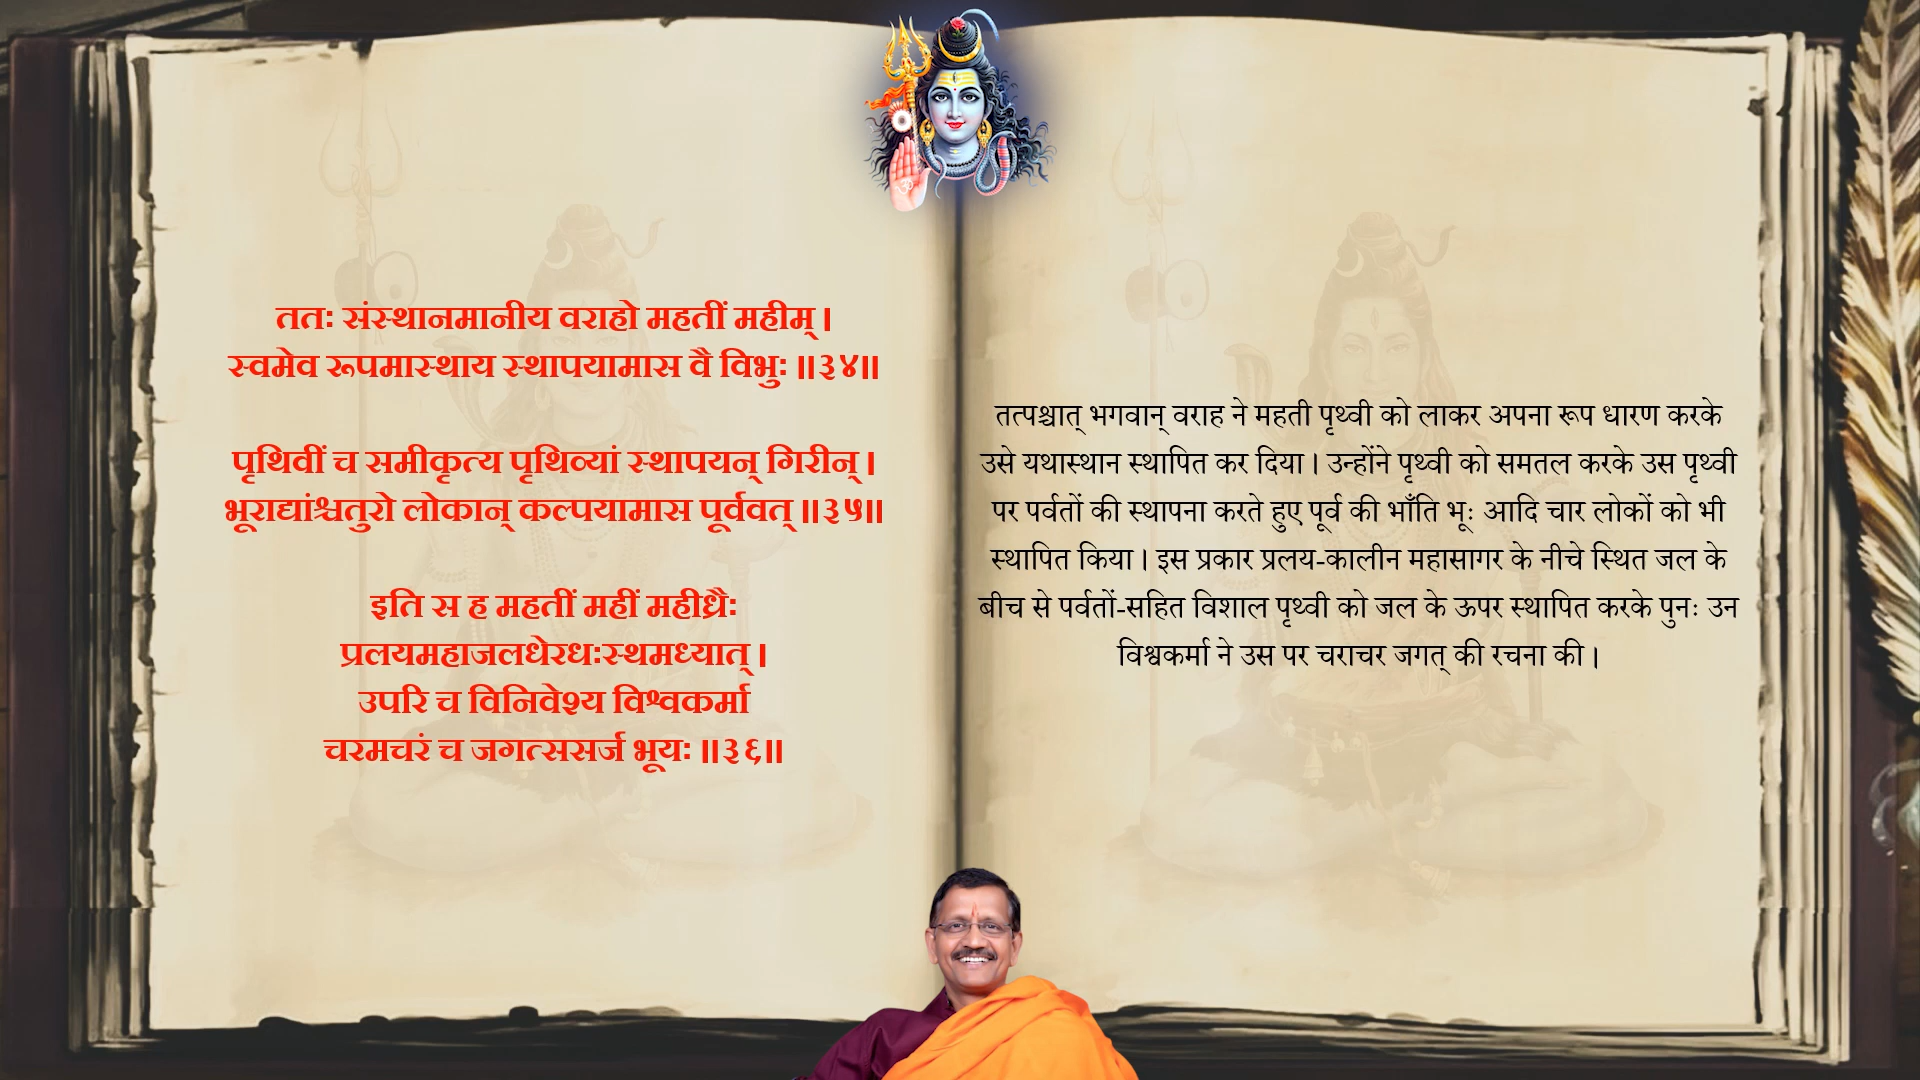 ततः संस्थानमानीय वराहो महतीं महीम् ।
स्वमेव रूपमास्थाय स्थापयामास वै विभुः ॥३४॥
पृथिवीं च समीकृत्य पृथिव्यां स्थापयन् गिरीन् ।
भूराद्यांश्चतुरो लोकान् कल्पयामास पूर्ववत् ॥३५॥
इति स ह महतीं महीं महीध्रैः
प्रलयमहाजलधेरधःस्थमध्यात् ।
उपरि च विनिवेश्य विश्वकर्मा
चरमचरं च जगत्ससर्ज भूयः ॥३६॥
तत्पश्चात् भगवान् वराह ने महती पृथ्वी को लाकर अपना रूप धारण करके
उसे यथास्थान स्थापित कर दिया । उन्होंने पृथ्वी को समतल करके उस पृथ्वी
पर पर्वतों की स्थापना करते हुए पूर्व की भाँति भूः आदि चार लोकों को भी
स्थापित किया । इस प्रकार प्रलय-कालीन महासागर के नीचे स्थित जल के
बीच से पर्वतों-सहित विशाल पृथ्वी को जल के ऊपर स्थापित करके पुनः उन
विश्वकर्मा ने उस पर चराचर जगत् की रचना की ।